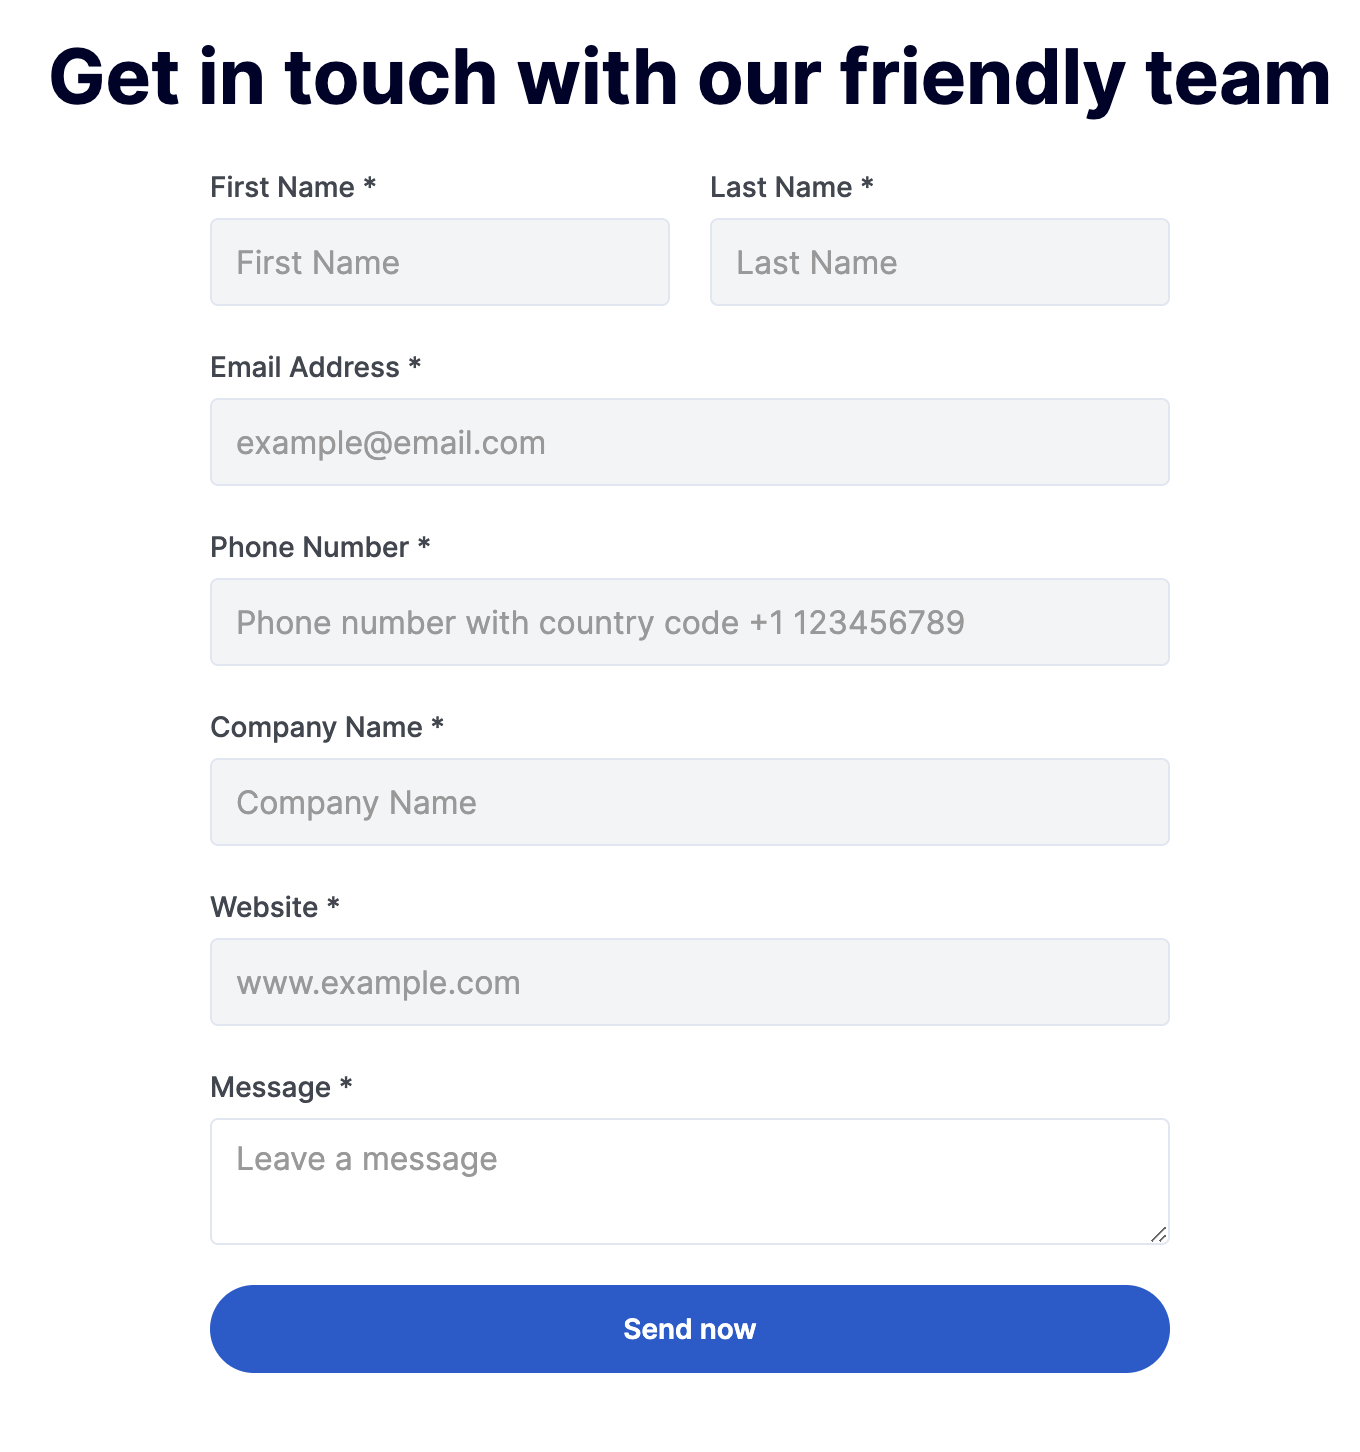 Get in touch with our friendly team
First Name *
Last Name *
First Name
Last Name
Email Address *
example@email.com
Phone Number *
Phone number with country code +1 123456789
Company Name *
Company Name
Website *
www.example.com
Message *
Leave a message
Send now